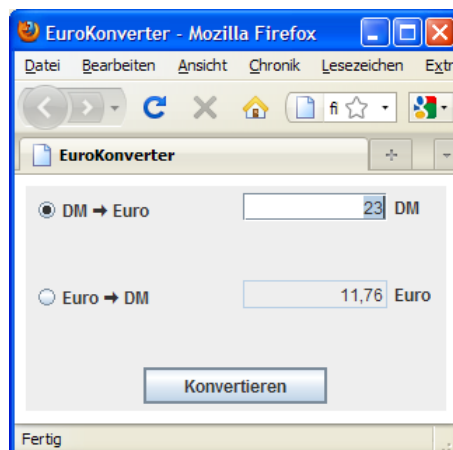 EuroKonverter - Mozilla Firefox
Datei Bearbeiten Ansicht Chronik Lesezeichen Extr
fi
EuroKonverter
DM ➔ Euro 23 DM
Euro ➔ DM 11,76 Euro
Konvertieren
Fertig